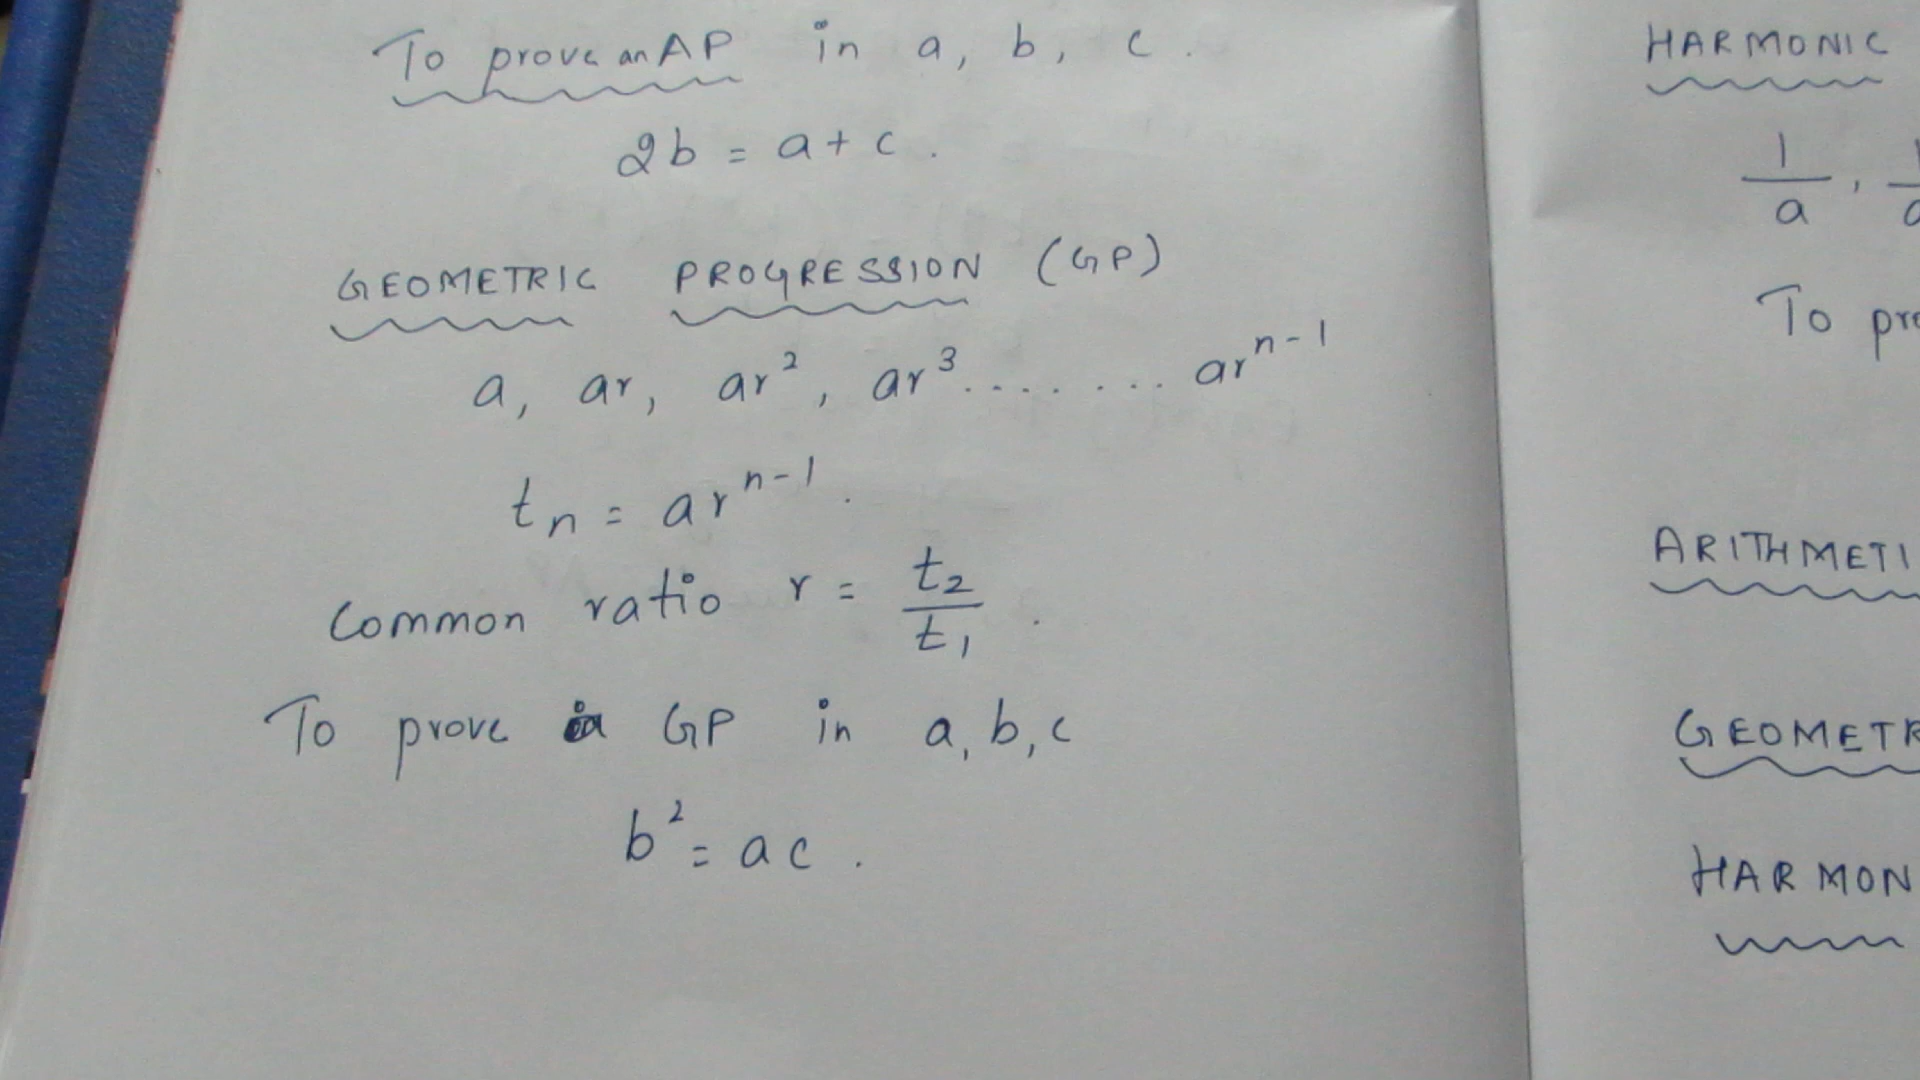 To prove an AP in a, b, c.
2b = a + c.
GEOMETRIC PROGRESSION (GP)
a, ar, ar², ar³........ arⁿ⁻¹
tₙ = arⁿ⁻¹.
Common ratio r = t₂/t₁.
To prove a GP in a, b, c
b² = ac.
HARMONIC
1/a,
To pro
ARITHMETI
GEOMETR
HARMON